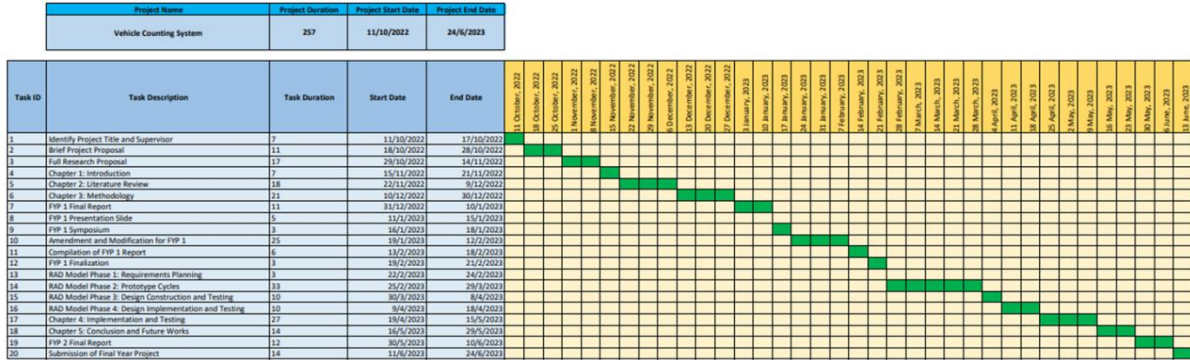 Project Name Project Duration Project Start Date Project End Date
Vehicle Counting System 257 11/10/2022 24/6/2023
Task ID Task Description Task Duration Start Date End Date 11 October, 2022 18 October, 2022 25 October, 2022 1 November, 2022 8 November, 2022 15 November, 2022 22 November, 2022 29 November, 2022 6 December, 2022 13 December, 2022 20 December, 2022 27 December, 2022 3 January, 2023 10 January, 2023 17 January, 2023 24 January, 2023 31 January, 2023 7 February, 2023 14 February, 2023 21 February, 2023 28 February, 2023 7 March, 2023 14 March, 2023 21 March, 2023 28 March, 2023 4 April, 2023 11 April, 2023 18 April, 2023 25 April, 2023 2 May, 2023 9 May, 2023 16 May, 2023 23 May, 2023 30 May, 2023 6 June, 2023 13 June, 2023
1 Identify Project Title and Supervisor 7 11/10/2022 17/10/2022
2 Brief Project Proposal 11 18/10/2022 28/10/2022
3 Full Research Proposal 17 29/10/2022 14/11/2022
4 Chapter 1: Introduction 7 15/11/2022 21/11/2022
5 Chapter 2: Literature Review 18 22/11/2022 9/12/2022
6 Chapter 3: Methodology 21 10/12/2022 30/12/2022
7 FYP 1 Final Report 11 31/12/2022 10/1/2023
8 FYP 1 Presentation Slide 5 11/1/2023 15/1/2023
9 FYP 1 Symposium 3 16/1/2023 18/1/2023
10 Amendment and Modification for FYP 1 25 19/1/2023 12/2/2023
11 Compilation of FYP 1 Report 6 13/2/2023 18/2/2023
12 FYP 1 Finalization 3 19/2/2023 21/2/2023
13 RAD Model Phase 1: Requirements Planning 3 22/2/2023 24/2/2023
14 RAD Model Phase 2: Prototype Cycles 33 25/2/2023 29/3/2023
15 RAD Model Phase 3: Design Construction and Testing 10 30/3/2023 8/4/2023
16 RAD Model Phase 4: Design Implementation and Testing 10 9/4/2023 18/4/2023
17 Chapter 4: Implementation and Testing 27 19/4/2023 15/5/2023
18 Chapter 5: Conclusion and Future Works 14 16/5/2023 29/5/2023
19 FYP 2 Final Report 12 30/5/2023 10/6/2023
20 Submission of Final Year Project 14 11/6/2023 24/6/2023